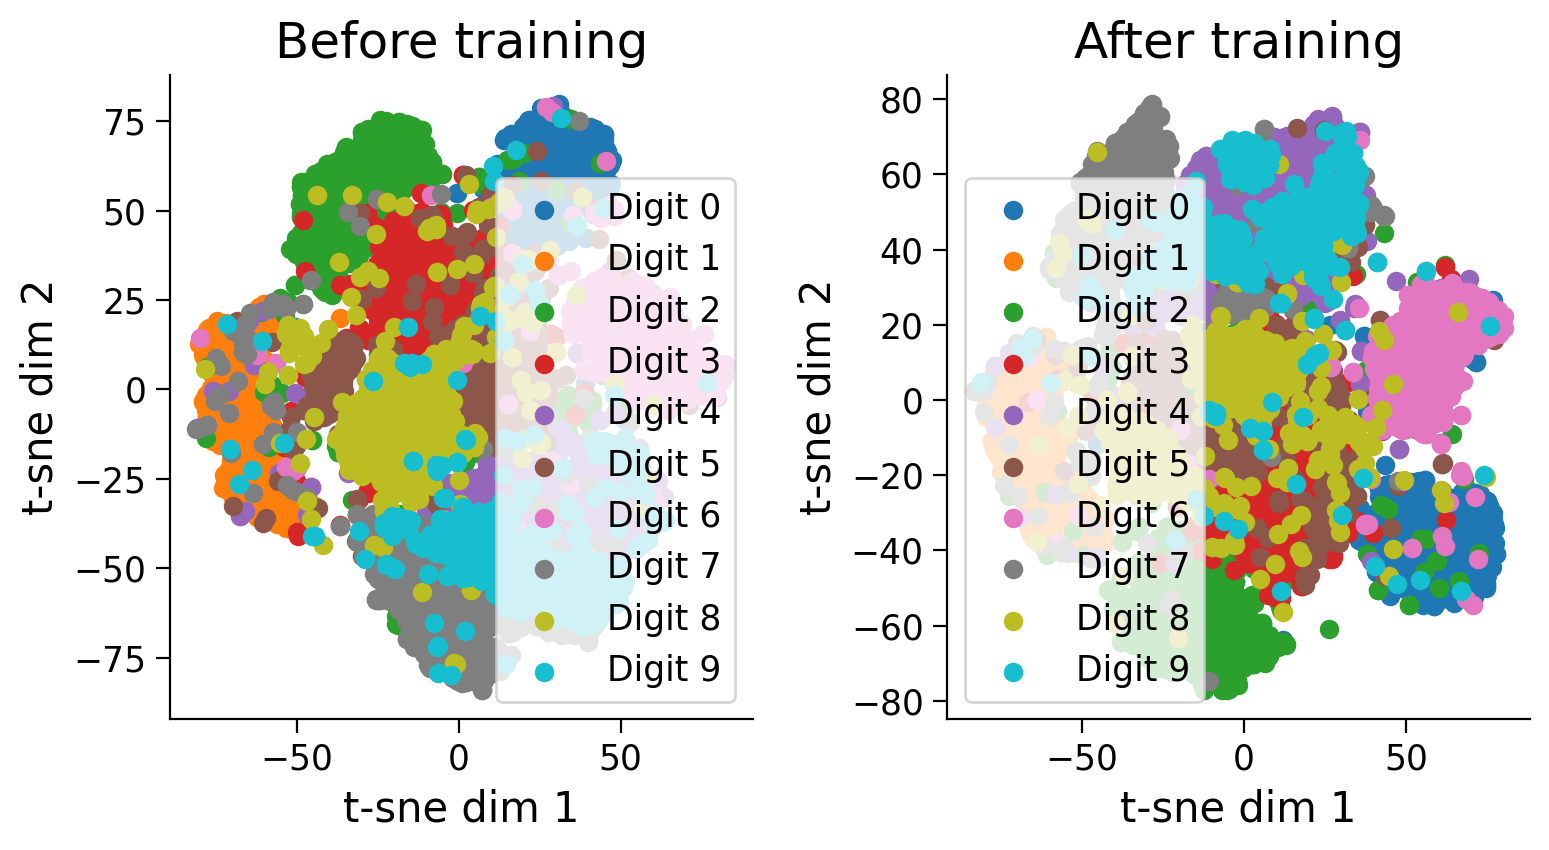 Before training
75
50
25
0
−25
−50
−75
t-sne dim 2
−50 0 50
t-sne dim 1
Digit 0
Digit 1
Digit 2
Digit 3
Digit 4
Digit 5
Digit 6
Digit 7
Digit 8
Digit 9
After training
80
60
40
20
0
−20
−40
−60
−80
t-sne dim 2
−50 0 50
t-sne dim 1
Digit 0
Digit 1
Digit 2
Digit 3
Digit 4
Digit 5
Digit 6
Digit 7
Digit 8
Digit 9